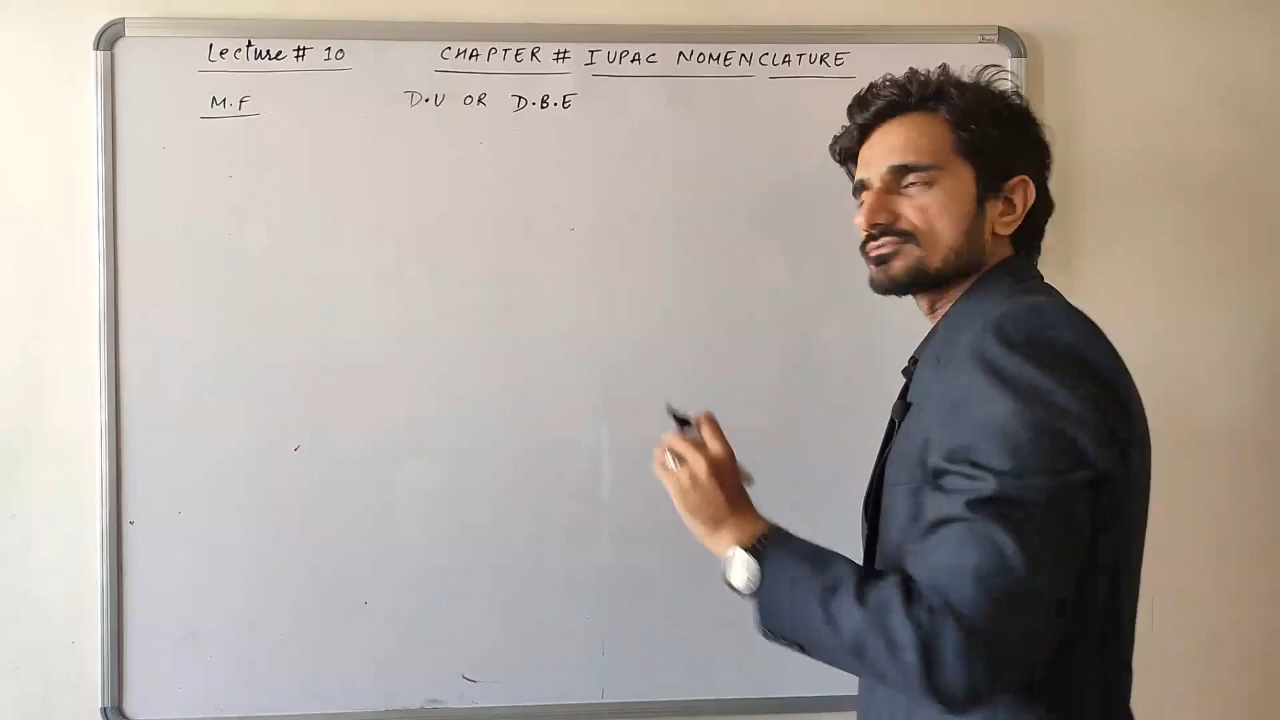 Lecture # 10 CHAPTER # IUPAC NOMENCLATURE
M.F D.U OR D.B.E